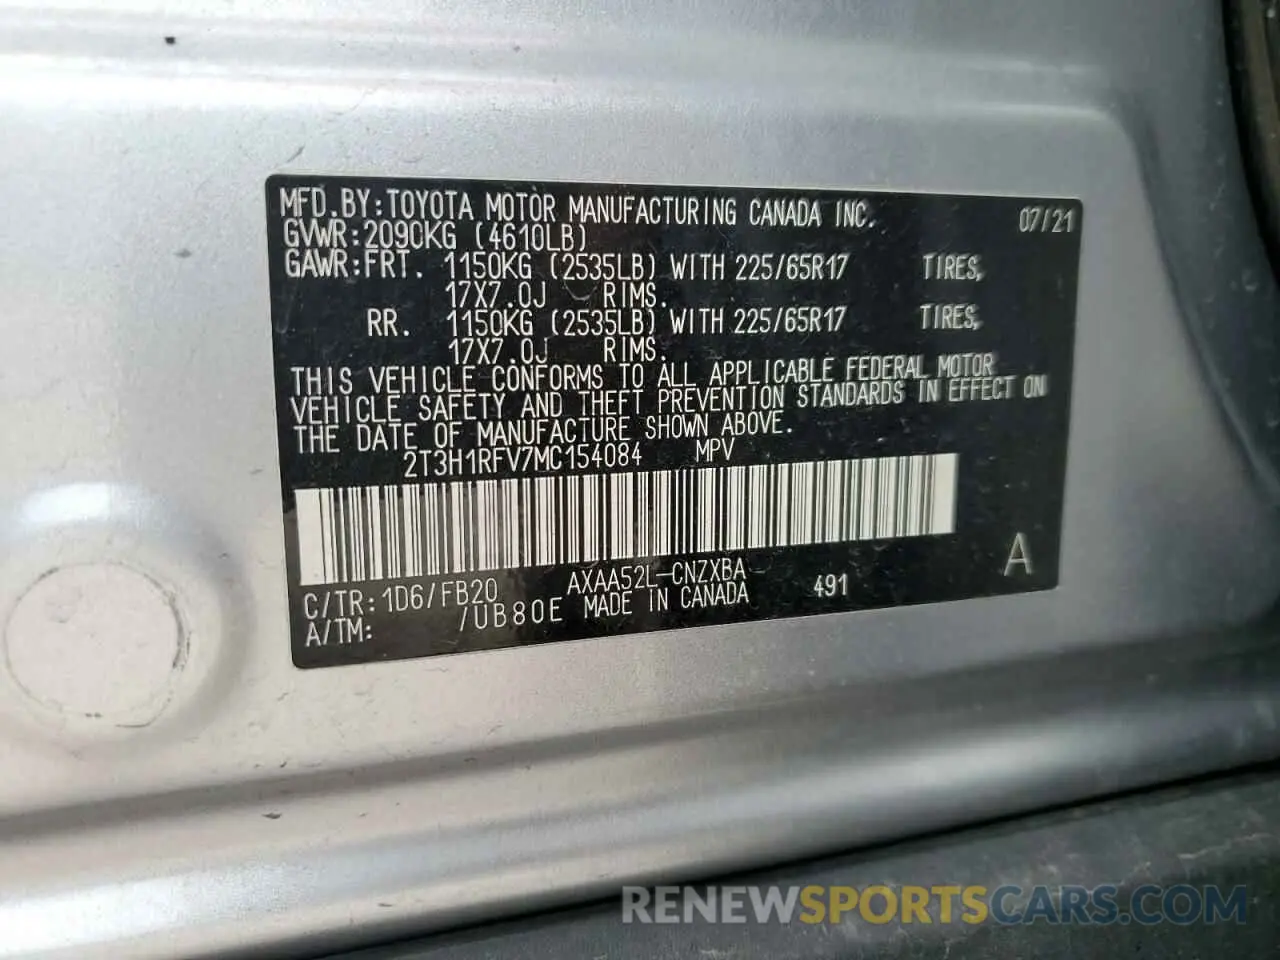 MFD.BY:TOYOTA MOTOR MANUFACTURING CANADA INC. 07/21
GVWR:2090KG (4610LB)
GAWR:FRT. 1150KG (2535LB) WITH 225/65R17 TIRES,
17X7.0J RIMS.
RR. 1150KG (2535LB) WITH 225/65R17 TIRES,
17X7.0J RIMS.
THIS VEHICLE CONFORMS TO ALL APPLICABLE FEDERAL MOTOR
VEHICLE SAFETY AND THEFT PREVENTION STANDARDS IN EFFECT ON
THE DATE OF MANUFACTURE SHOWN ABOVE.
2T3H1RFV7MC154084 MPV
A
C/TR:1D6/FB20 AXAA52L-CNZXBA 491
A/TM: /UB80E MADE IN CANADA
RENEWSPORTSCARS.COM